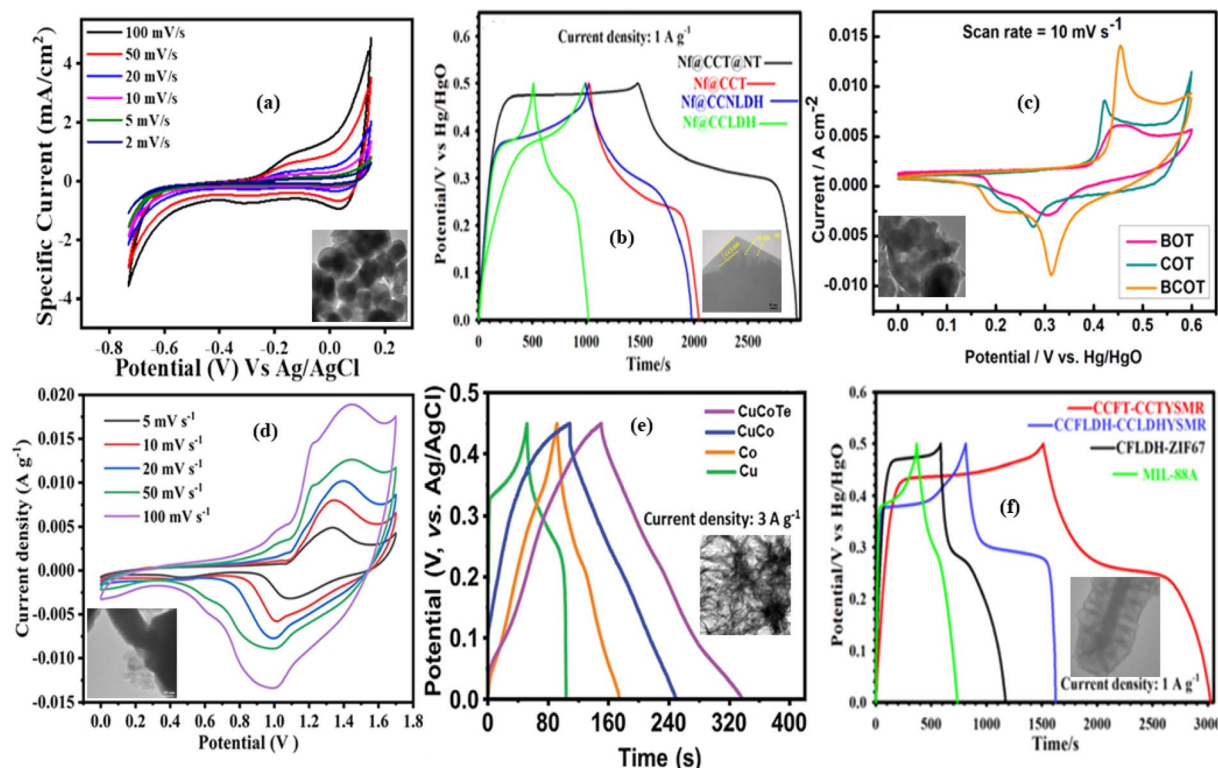 100 mV/s
50 mV/s
20 mV/s
10 mV/s
5 mV/s
2 mV/s
(a)
Specific Current (mA/cm²)
4
2
0
-2
-4
-0.8 -0.6 -0.4 -0.2 0.0 0.2
Potential (V) Vs Ag/AgCl
Current density: 1 A g⁻¹
Nf@CCT@NT
Nf@CCT
Nf@CCNLDH
Nf@CCLDH
(b)
Potential/V vs Hg/HgO
0.6
0.5
0.4
0.3
0.2
0.1
0.0
0 500 1000 1500 2000 2500
Time/s
Scan rate = 10 mV s⁻¹
(c)
Current / A cm⁻²
0.015
0.010
0.005
0.000
-0.005
-0.010
BOT
COT
BCOT
0.0 0.1 0.2 0.3 0.4 0.5 0.6
Potential / V vs. Hg/HgO
5 mV s⁻¹
10 mV s⁻¹
20 mV s⁻¹
50 mV s⁻¹
100 mV s⁻¹
(d)
Current density (A g⁻¹)
0.020
0.015
0.010
0.005
0.000
-0.005
-0.010
-0.015
0.0 0.2 0.4 0.6 0.8 1.0 1.2 1.4 1.6 1.8
Potential (V )
(e)
CuCoTe
CuCo
Co
Cu
Current density: 3 A g⁻¹
Potential (V, vs. Ag/AgCl)
0.5
0.4
0.3
0.2
0.1
0.0
0 80 160 240 320 400
Time (s)
CCFT-CCTYSMR
CCFLDH-CCLDHYSMR
CFLDH-ZIF67
MIL-88A
(f)
Potential/V vs Hg/HgO
0.6
0.5
0.4
0.3
0.2
0.1
0.0
Current density: 1 A g⁻¹
0 500 1000 1500 2000 2500 3000
Time/s